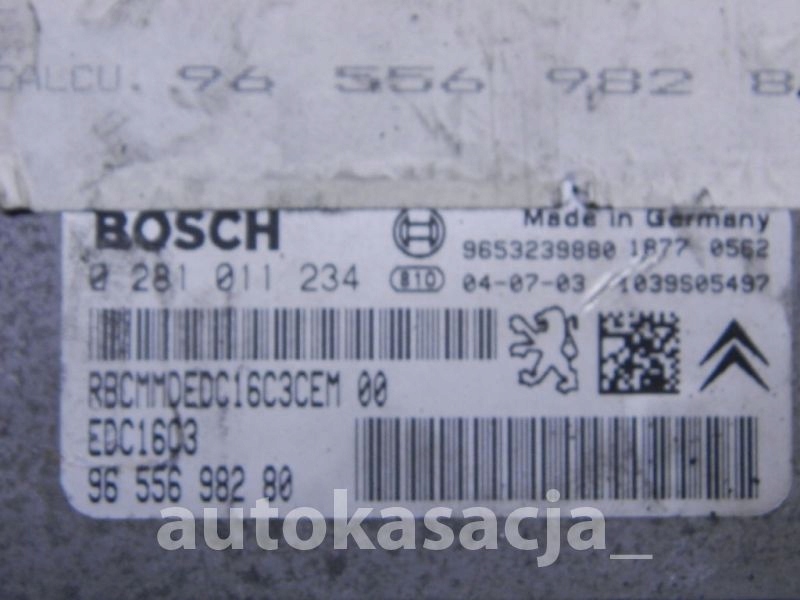 CALCU. 96 556 982 8
BOSCH
Made in Germany
9653239880 1877 0562
0 281 011 234
810
04-07-03 1039S05497
RBCMMDEDC16C3CEM 00
EDC16C3
96 556 982 80
autokasacja_